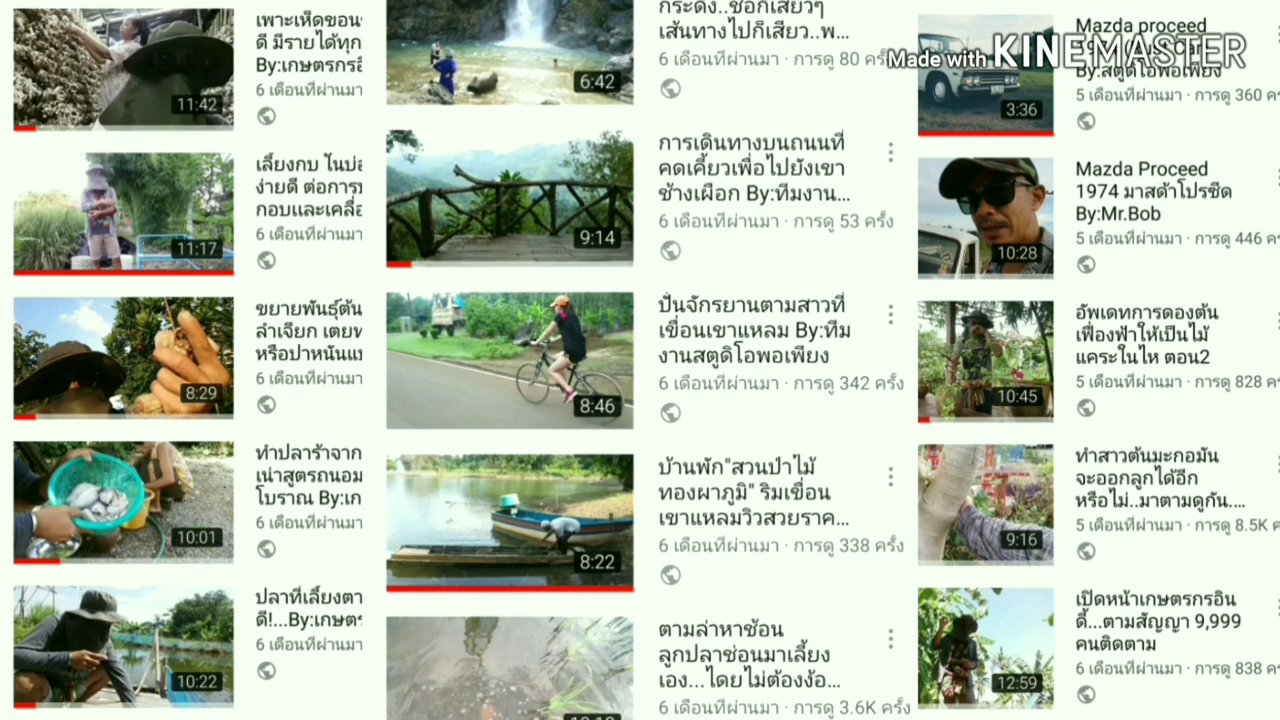 เพาะเห็ดขอน
ดี มีรายได้ทุก
By:เกษตรกรอิ
6 เดือนที่ผ่านมา
11:42
เลี้ยงกบ ในบ่อ
ง่ายดี ต่อการ
กอบและเคลื่อ
6 เดือนที่ผ่านมา
11:17
ขยายพันธุ์ต้น
ลำเจียก เตยท
หรือปาหนันแ
6 เดือนที่ผ่านมา
8:29
ทำปลาร้าจาก
เน่าสูตรถนอม
โบราณ By:เก
6 เดือนที่ผ่านมา
10:01
ปลาที่เลี้ยงตา
ดี!...By:เกษต
6 เดือนที่ผ่านมา
10:22
กระดิ่ง..ชื่อก็เสียวๆ
เส้นทางไปก็เสียว..พ...
6 เดือนที่ผ่านมา · การดู 80 ครั้ง
6:42
การเดินทางบนถนนที่
คดเคี้ยวเพื่อไปยังเขา
ช้างเผือก By:ทีมงาน...
6 เดือนที่ผ่านมา · การดู 53 ครั้ง
9:14
ปั่นจักรยานตามสาวที่
เขื่อนเขาแหลม By:ทีม
งานสตูดิโอพอเพียง
6 เดือนที่ผ่านมา · การดู 342 ครั้ง
8:46
บ้านพัก"สวนป่าไม้
ทองผาภูมิ" ริมเขื่อน
เขาแหลมวิวสวยราค...
6 เดือนที่ผ่านมา · การดู 338 ครั้ง
8:22
ตามล่าหาช้อน
ลูกปลาช่อนมาเลี้ยง
เอง...โดยไม่ต้องง้อ...
6 เดือนที่ผ่านมา · การดู 3.6K ครั้ง
Made with KINEMASTER
Mazda proceed
By:สตูดิโอพอเพียง
5 เดือนที่ผ่านมา · การดู 360 คร
3:36
Mazda Proceed
1974 มาสด้าโปรซีด
By:Mr.Bob
5 เดือนที่ผ่านมา · การดู 446 คร
10:28
อัพเดทการดองต้น
เฟื่องฟ้าให้เป็นไม้
แคระในไห ตอน2
5 เดือนที่ผ่านมา · การดู 828 คร
10:45
ทำสาวต้นมะกอมัน
จะออกลูกได้อีก
หรือไม่..มาตามดูกัน....
5 เดือนที่ผ่านมา · การดู 8.5K ค
9:16
เปิดหน้าเกษตรกรอิน
ดี้...ตามสัญญา 9,999
คนติดตาม
6 เดือนที่ผ่านมา · การดู 838 คร
12:59